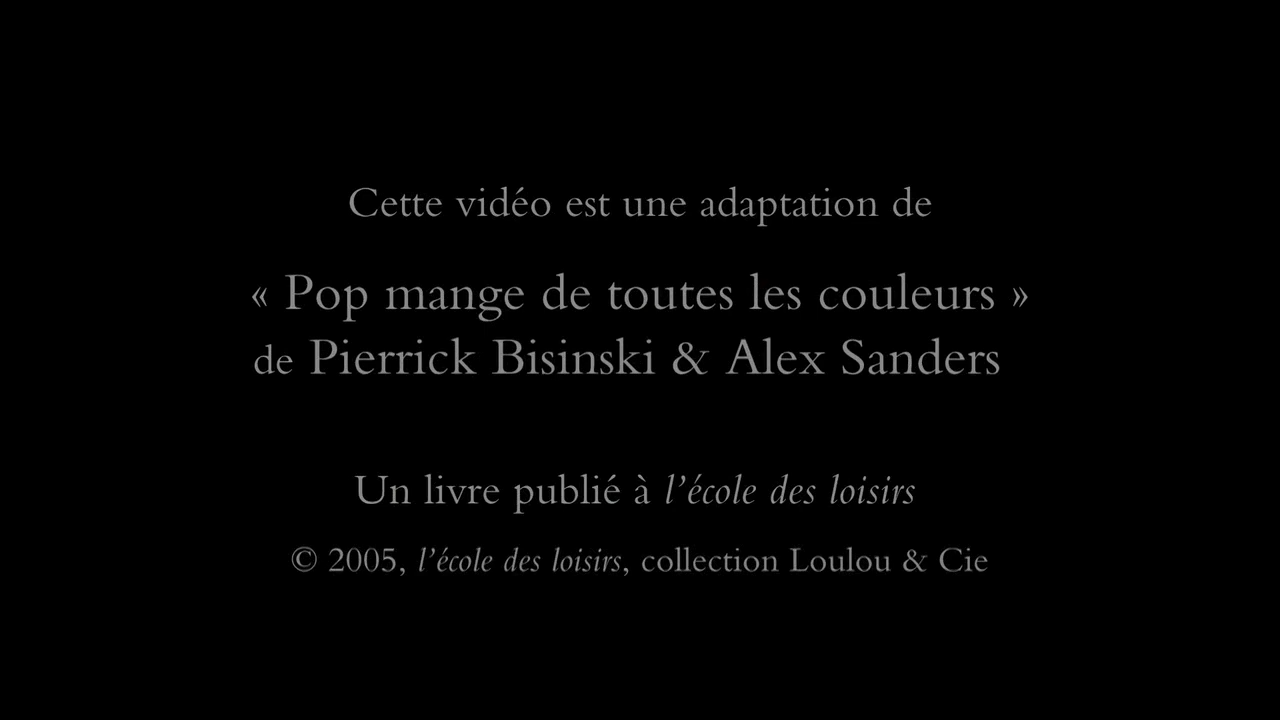 Cette vidéo est une adaptation de
« Pop mange de toutes les couleurs »
de Pierrick Bisinski & Alex Sanders
Un livre publié à l’école des loisirs
© 2005, l’école des loisirs, collection Loulou & Cie